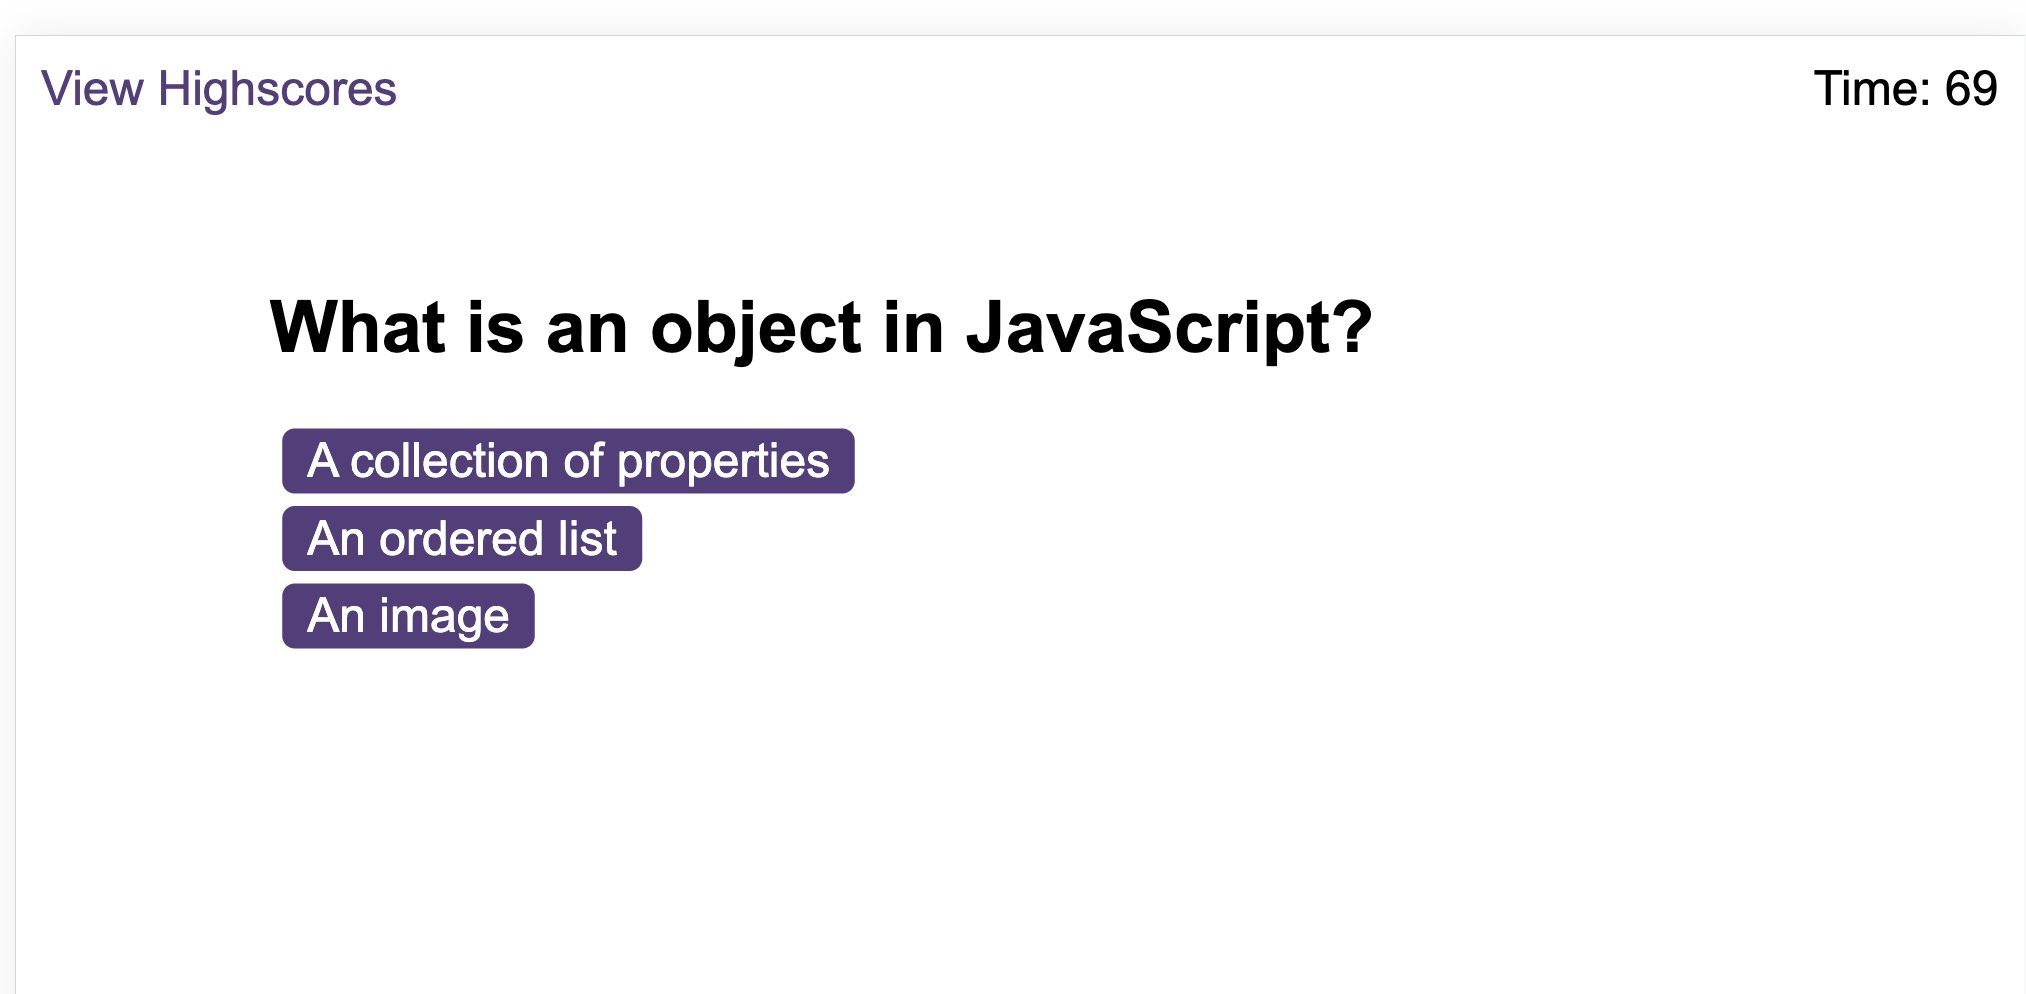 View Highscores
Time: 69
What is an object in JavaScript?
A collection of properties
An ordered list
An image